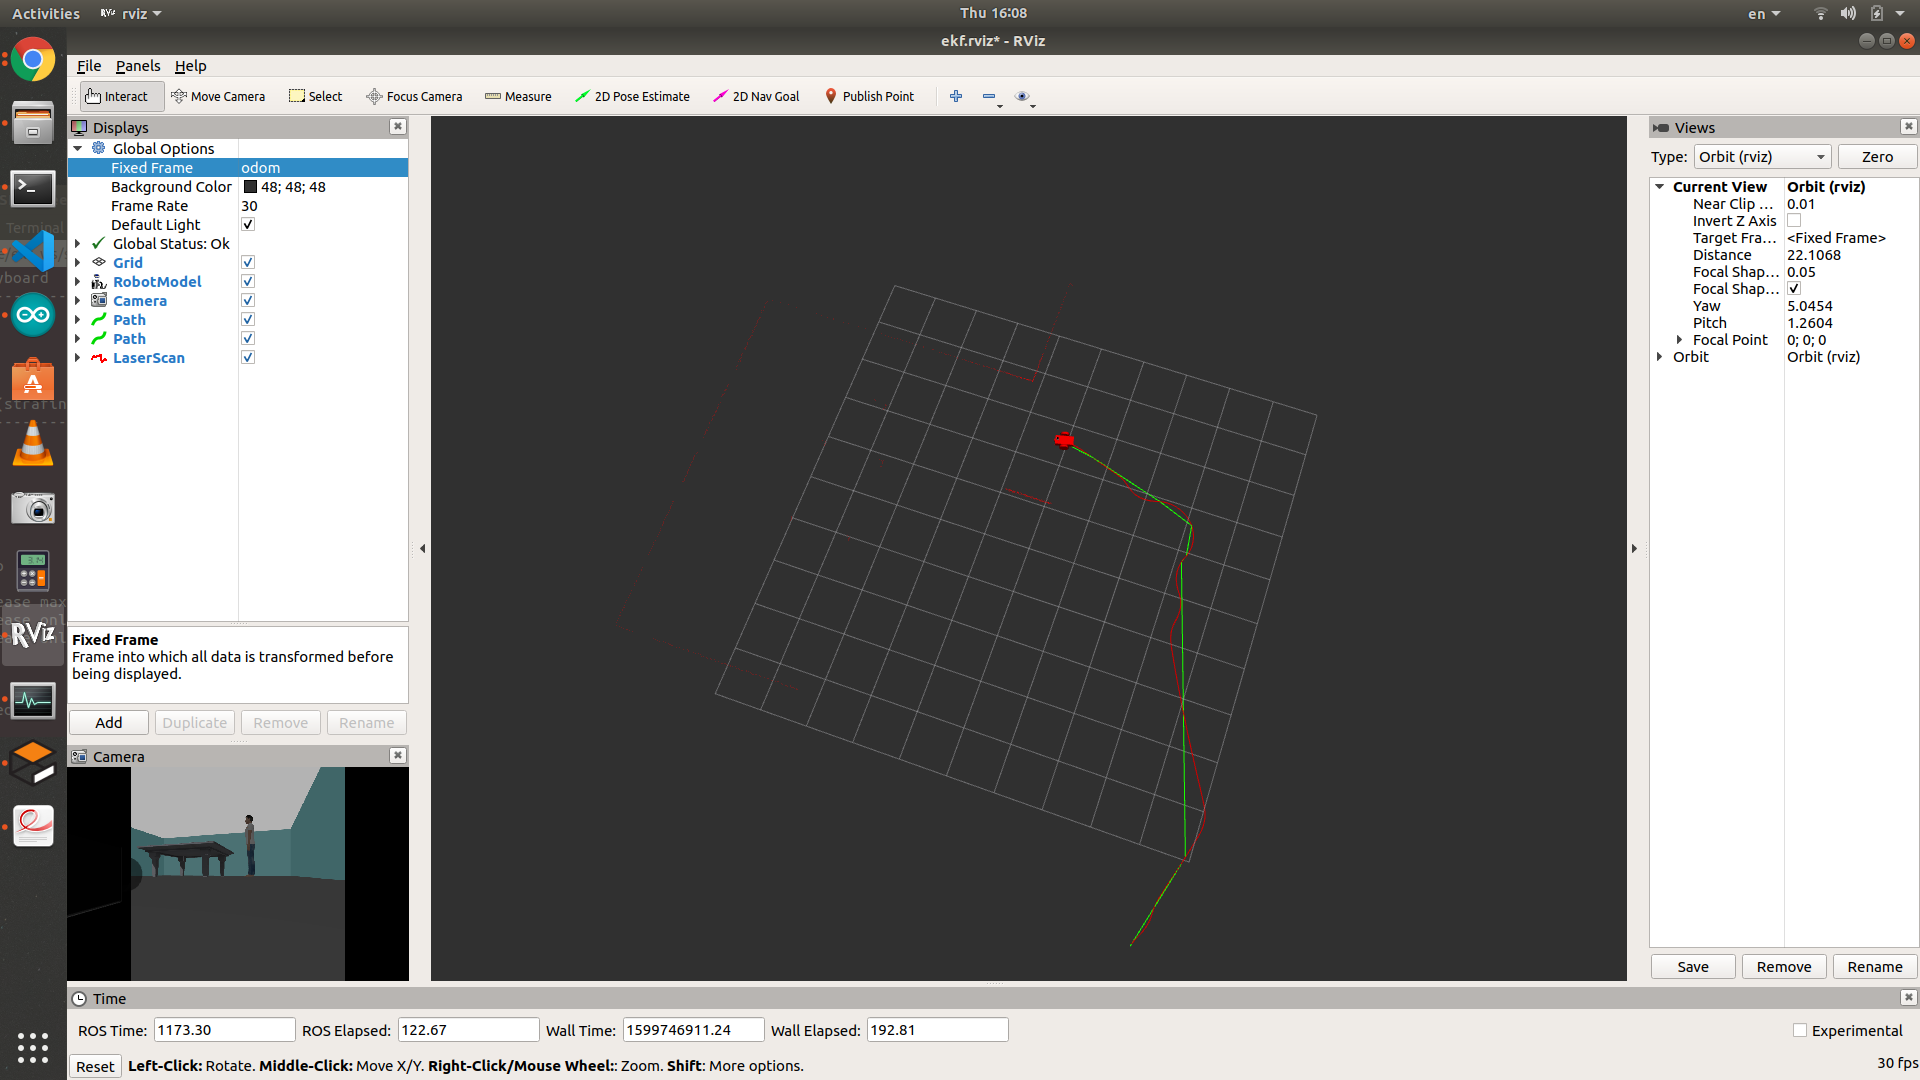 Activities
RViz rviz
Thu 16:08
en
ekf.rviz* - RViz
File Panels Help
Interact Move Camera Select Focus Camera Measure 2D Pose Estimate 2D Nav Goal Publish Point
Displays
Global Options
Fixed Frame odom
Background Color 48; 48; 48
Frame Rate 30
Default Light
Global Status: Ok
Grid
RobotModel
Camera
Path
Path
LaserScan
Fixed Frame
Frame into which all data is transformed before
being displayed.
Add Duplicate Remove Rename
Camera
Views
Type: Orbit (rviz) Zero
Current View Orbit (rviz)
Near Clip ... 0.01
Invert Z Axis
Target Fra... <Fixed Frame>
Distance 22.1068
Focal Shap... 0.05
Focal Shap...
Yaw 5.0454
Pitch 1.2604
Focal Point 0; 0; 0
Orbit Orbit (rviz)
Save Remove Rename
Terminal
yboard
strafin
ease max
RViz
Time
ROS Time: 1173.30 ROS Elapsed: 122.67 Wall Time: 1599746911.24 Wall Elapsed: 192.81 Experimental
Reset Left-Click: Rotate. Middle-Click: Move X/Y. Right-Click/Mouse Wheel:: Zoom. Shift: More options. 30 fps